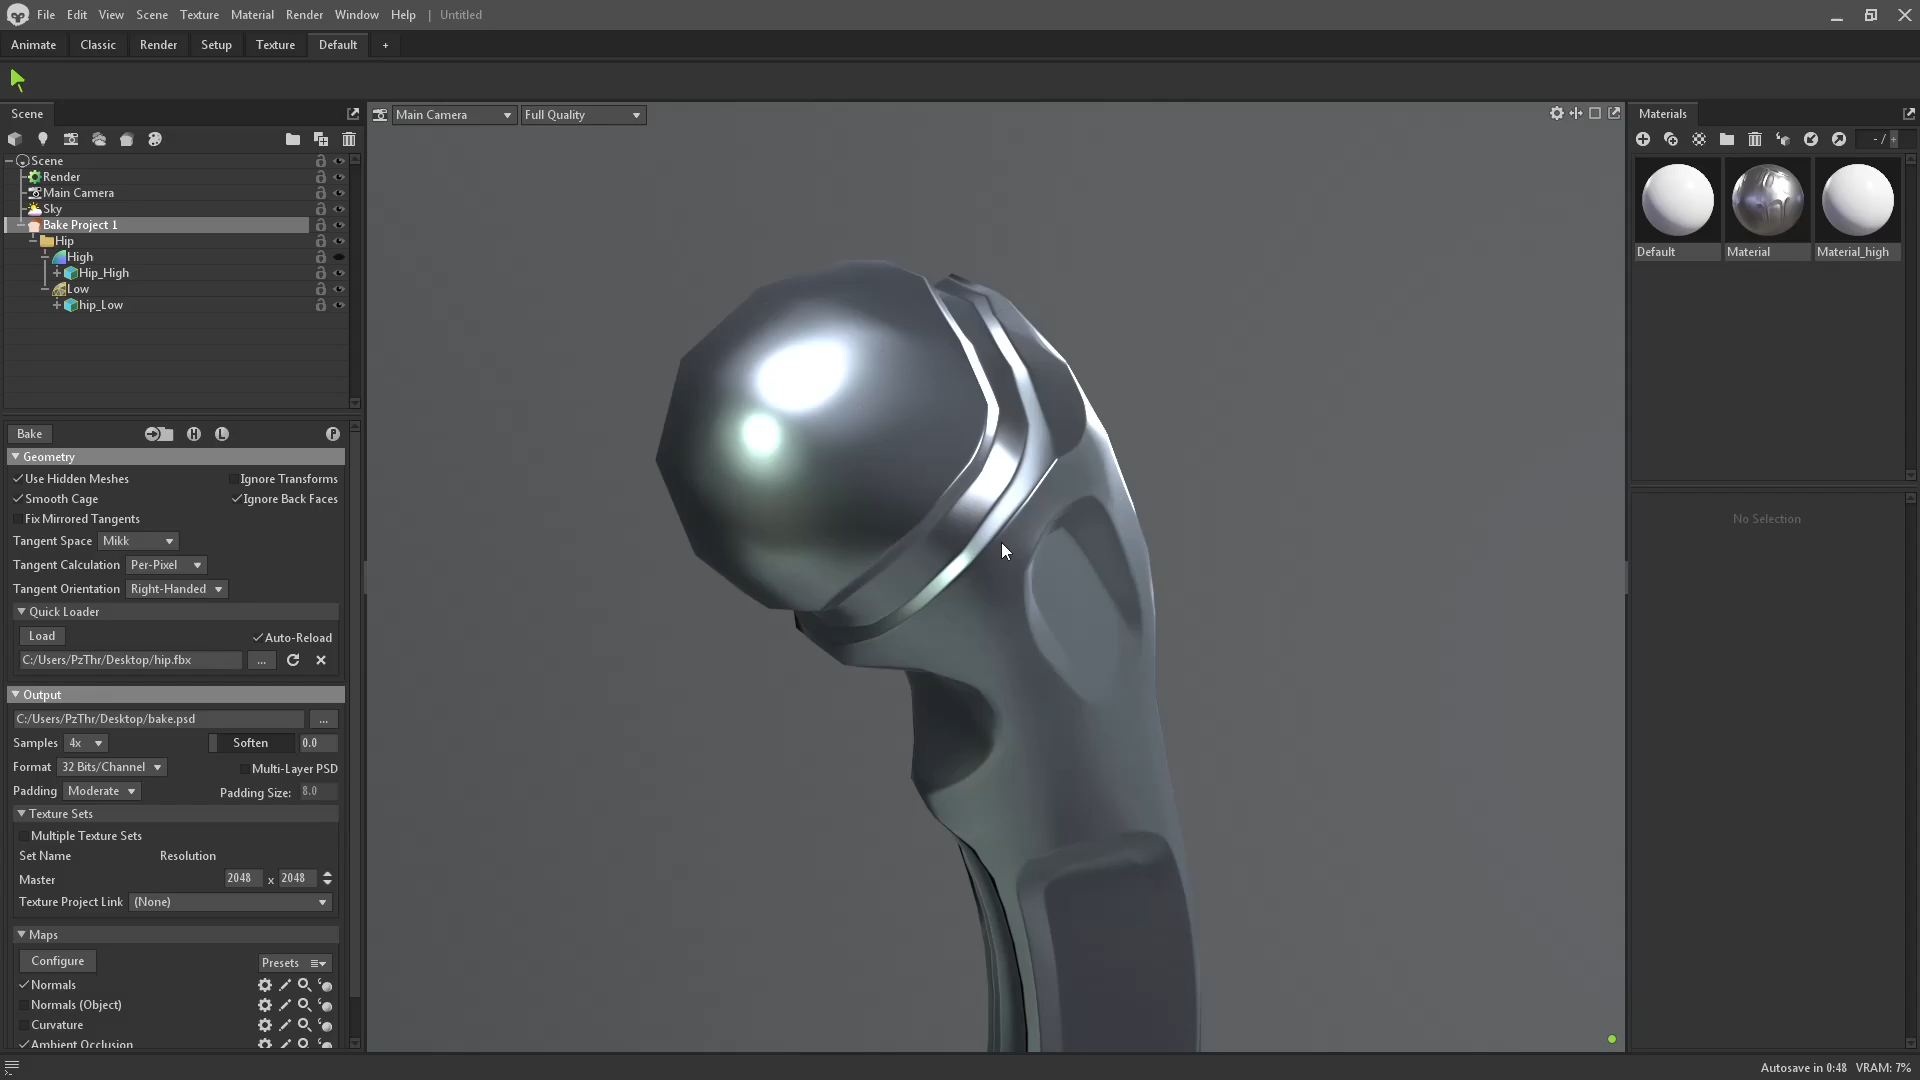 File Edit View Scene Texture Material Render Window Help | Untitled
Animate Classic Render Setup Texture Default +
Scene
Main Camera Full Quality
Materials
- / +
Scene
Render
Main Camera
Sky
Bake Project 1
Hip
High
Hip_High
Low
hip_Low
Default Material Material_high
Bake H L P
Geometry
Use Hidden Meshes Ignore Transforms
Smooth Cage Ignore Back Faces
Fix Mirrored Tangents
Tangent Space Mikk
Tangent Calculation Per-Pixel
Tangent Orientation Right-Handed
Quick Loader
Load Auto-Reload
C:/Users/PzThr/Desktop/hip.fbx ...
Output
C:/Users/PzThr/Desktop/bake.psd ...
Samples 4x Soften 0.0
Format 32 Bits/Channel Multi-Layer PSD
Padding Moderate Padding Size: 8.0
Texture Sets
Multiple Texture Sets
Set Name Resolution
Master 2048 x 2048
Texture Project Link (None)
Maps
Configure Presets
Normals
Normals (Object)
Curvature
Ambient Occlusion
No Selection
Autosave in 0:48 VRAM: 7%